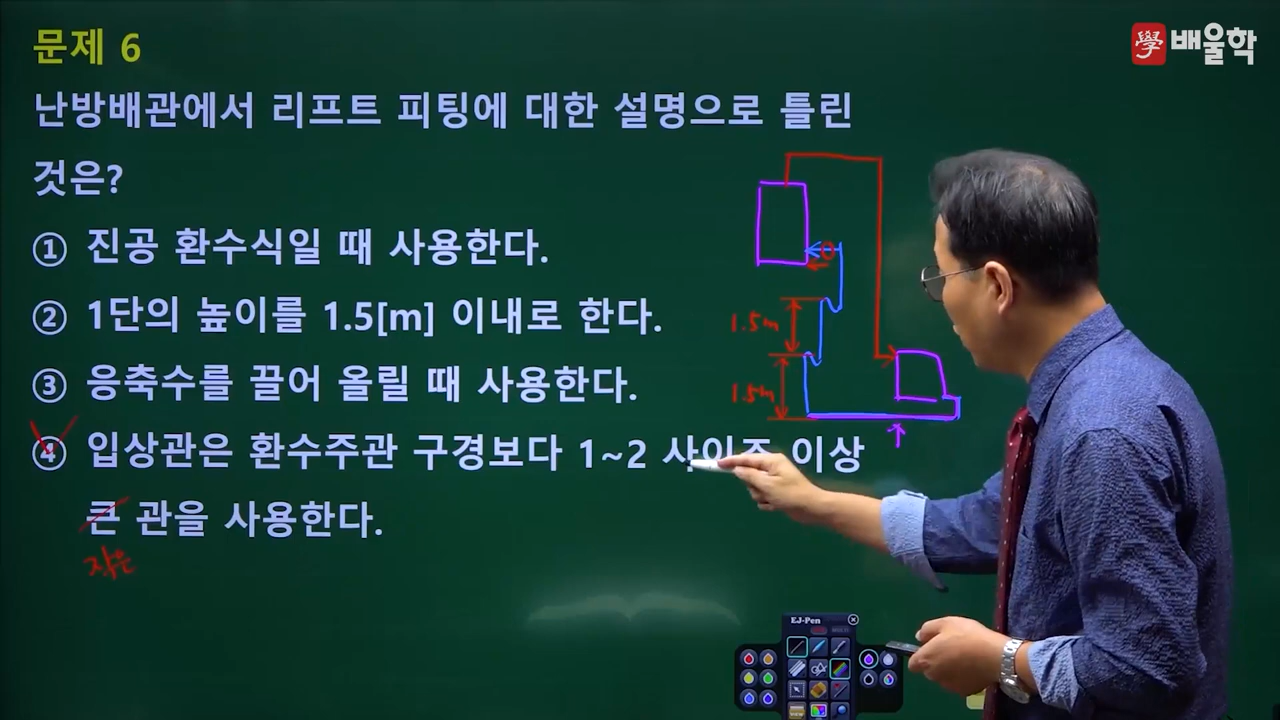 문제 6
學 배울학
난방배관에서 리프트 피팅에 대한 설명으로 틀린
것은?
① 진공 환수식일 때 사용한다.
② 1단의 높이를 1.5[m] 이내로 한다.
1.5m
③ 응축수를 끌어 올릴 때 사용한다.
1.5m
④ 입상관은 환수주관 구경보다 1~2 사이즈 이상
큰 관을 사용한다.
작은
EJ-Pen